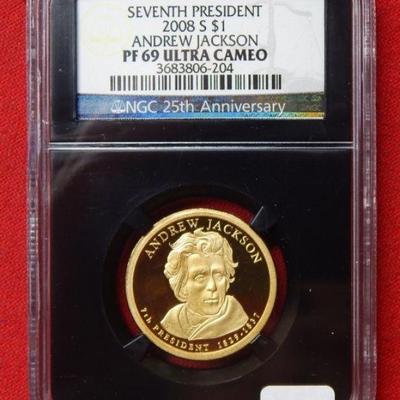 SEVENTH PRESIDENT
2008 S $1
ANDREW JACKSON
PF 69 ULTRA CAMEO
3683806-204
NGC 25th Anniversary
ANDREW JACKSON
7th PRESIDENT 1829-1837